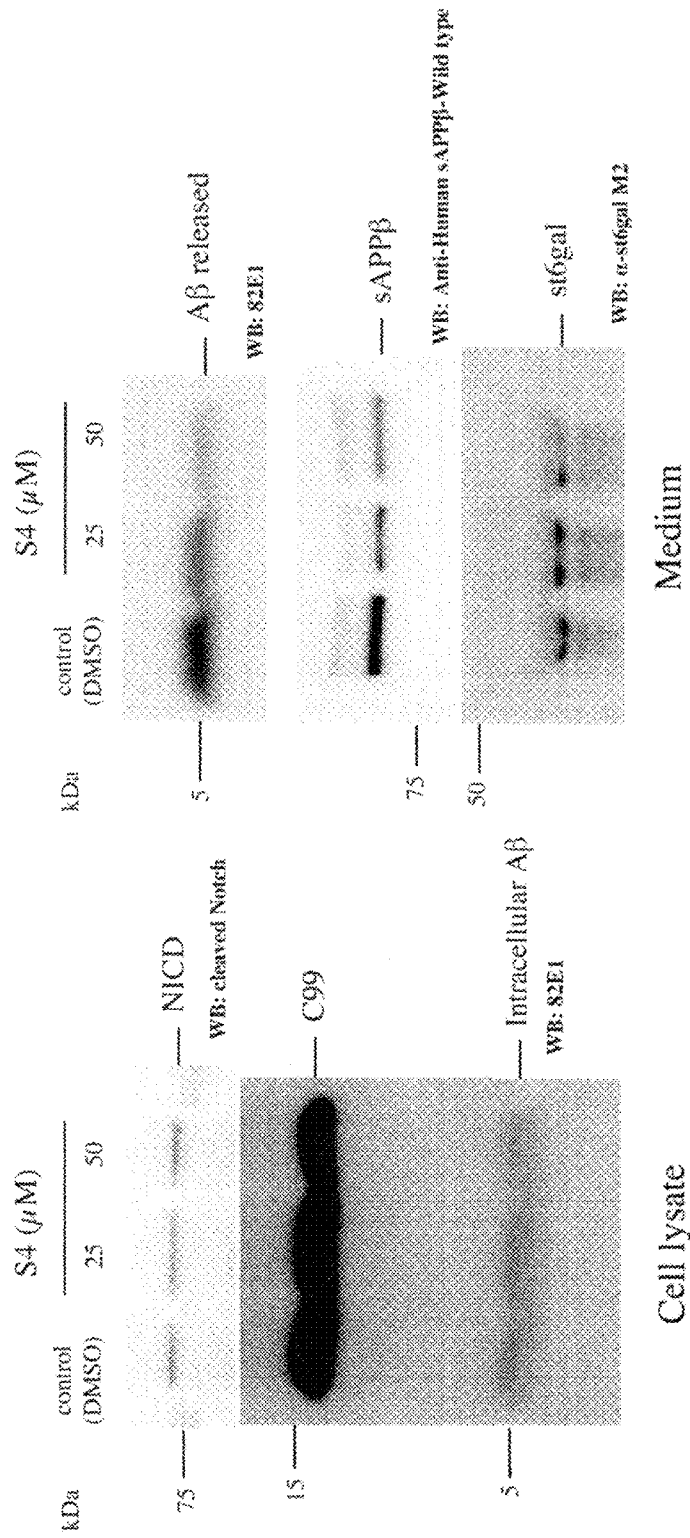 S4 (μM)
kDa
control
(DMSO)
25
50
75
NICD
WB: cleaved Notch
15
C99
5
Intracellular Aβ
WB: 82E1
Cell lysate
S4 (μM)
kDa
control
(DMSO)
25
50
5
Aβ released
WB: 82E1
sAPPβ
75
WB: Anti-Human sAPPβ-Wild type
50
st6gal
WB: α-st6gal M2
Medium